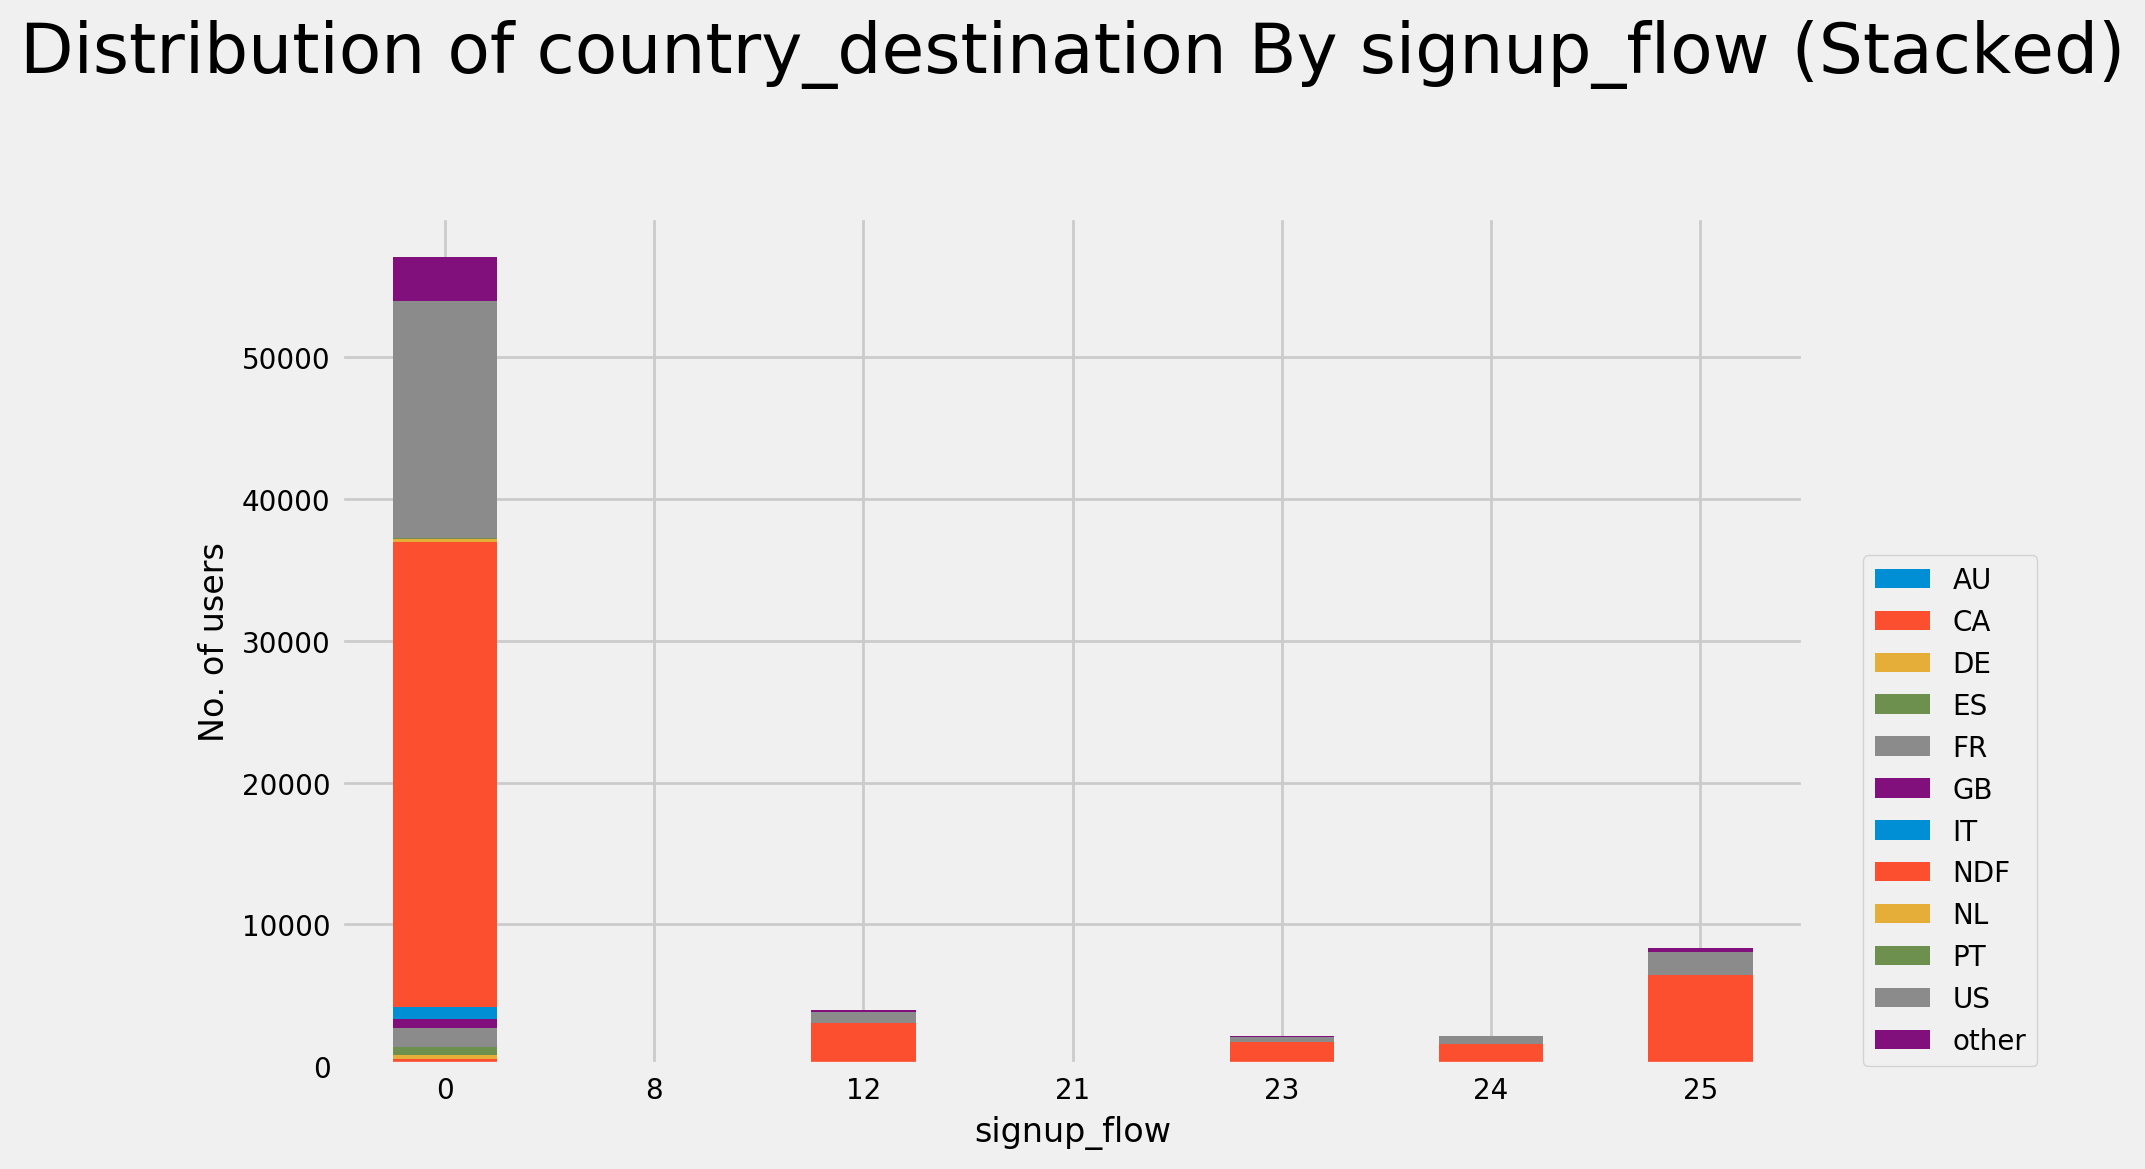 Distribution of country_destination By signup_flow (Stacked)
50000
40000
30000
20000
10000
0
No. of users
0 8 12 21 23 24 25
signup_flow
AU
CA
DE
ES
FR
GB
IT
NDF
NL
PT
US
other